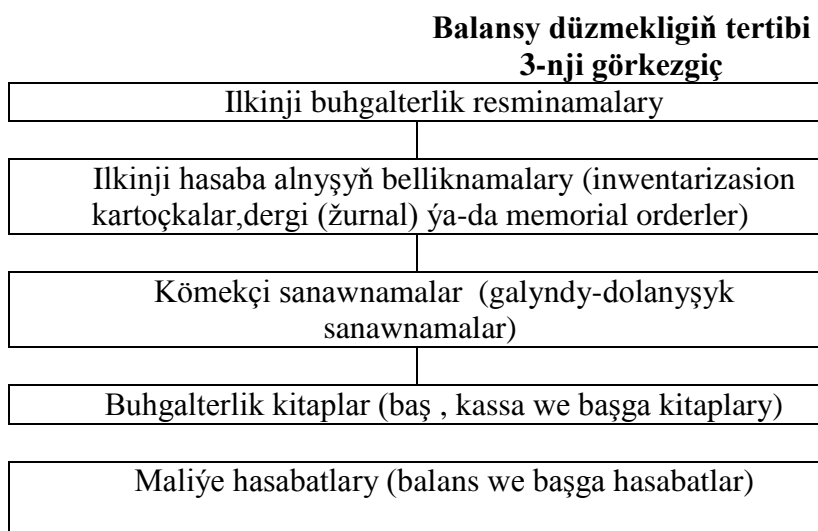 Balansy düzmekligiň tertibi
3-nji görkezgiç
Ilkinji buhgalterlik resminamalary
Ilkinji hasaba alnyşyň belliknamalary (inwentarizasion
kartoçkalar,dergi (žurnal) ýa-da memorial orderler)
Kömekçi sanawnamalar (galyndy-dolanyşyk
sanawnamalar)
Buhgalterlik kitaplar (baş , kassa we başga kitaplary)
Maliýe hasabatlary (balans we başga hasabatlar)